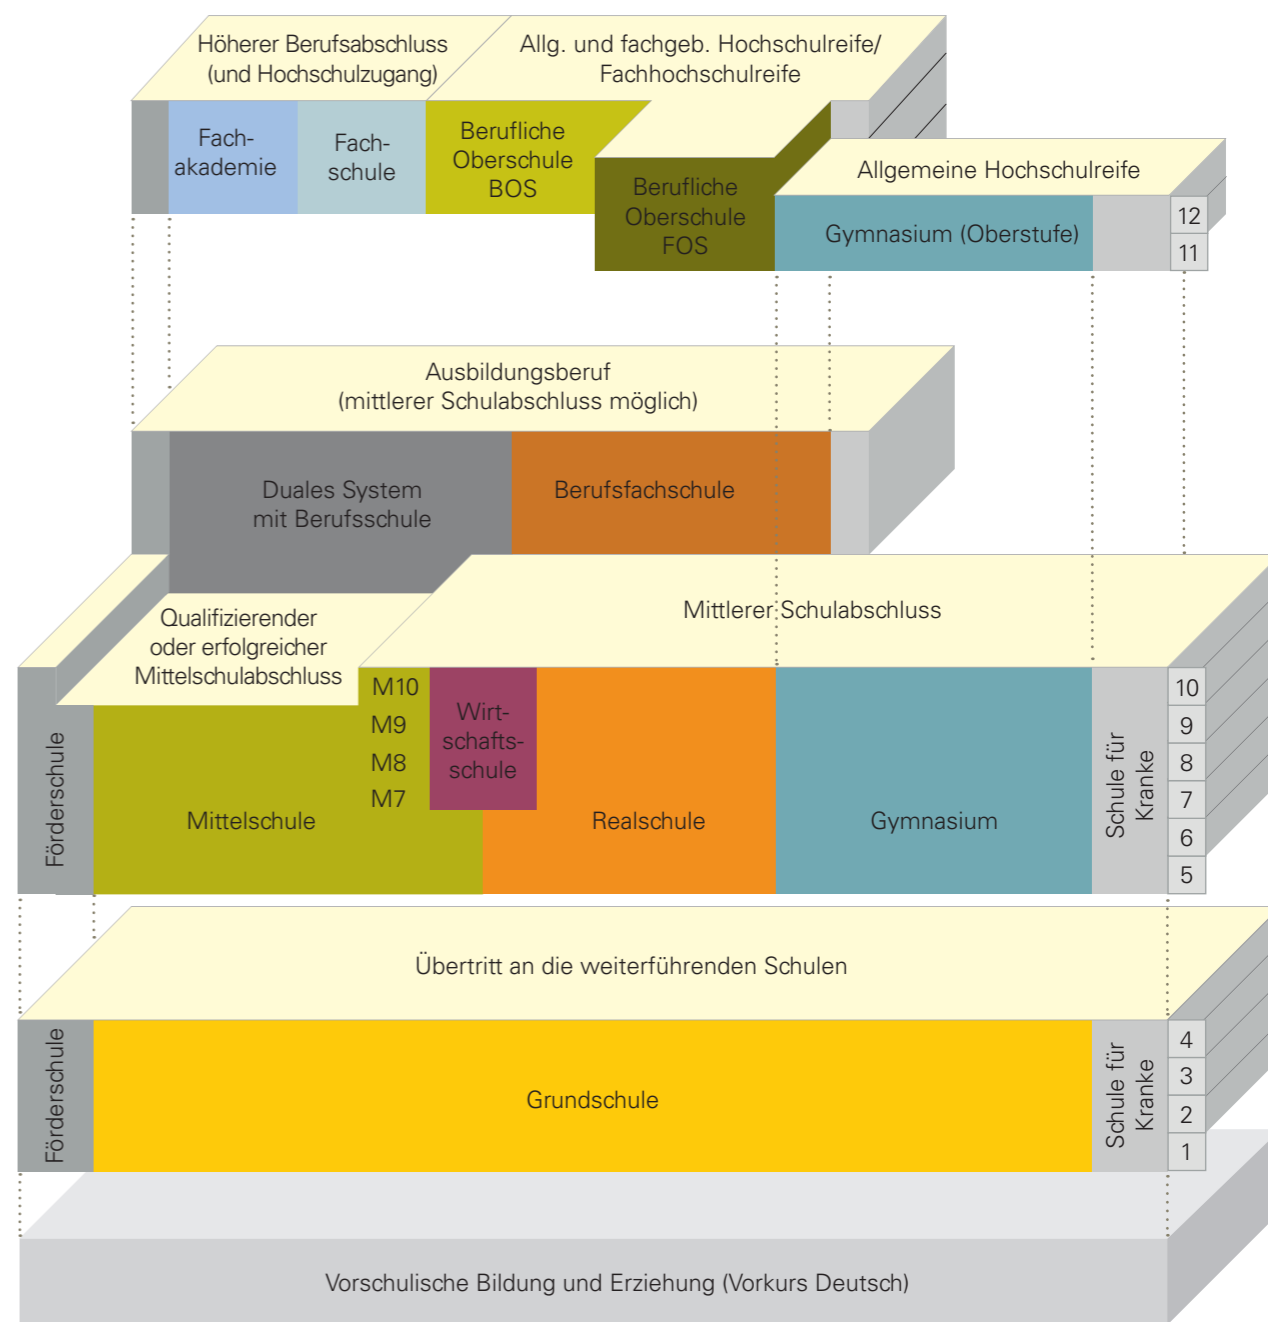 Höherer Berufsabschluss
(und Hochschulzugang)
Allg. und fachgeb. Hochschulreife/
Fachhochschulreife
Fach-
akademie
Fach-
schule
Berufliche
Oberschule
BOS
Berufliche
Oberschule
FOS
Allgemeine Hochschulreife
Gymnasium (Oberstufe)
12
11
Ausbildungsberuf
(mittlerer Schulabschluss möglich)
Duales System
mit Berufsschule
Berufsfachschule
Qualifizierender
oder erfolgreicher
Mittelschulabschluss
Mittlerer Schulabschluss
Förderschule
Mittelschule
M10
M9
M8
M7
Wirt-
schafts-
schule
Realschule
Gymnasium
Schule für
Kranke
10
9
8
7
6
5
Übertritt an die weiterführenden Schulen
Förderschule
Grundschule
Schule für
Kranke
4
3
2
1
Vorschulische Bildung und Erziehung (Vorkurs Deutsch)